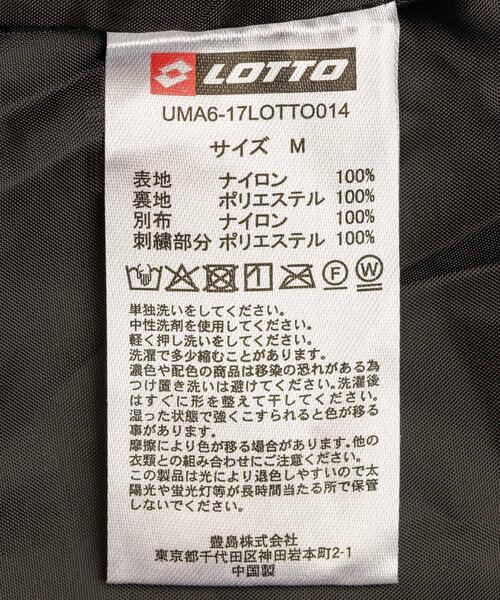 LOTTO
UMA6-17LOTTO014
サイズ M
表地 ナイロン 100%
裏地 ポリエステル 100%
別布 ナイロン 100%
刺繍部分 ポリエステル 100%
F W
単独洗いをしてください。
中性洗剤を使用してください。
軽く押し洗いをしてください。
洗濯で多少縮むことがあります。
濃色や配色の商品は移染の恐れがある為
つけ置き洗いは避けてください。洗濯後
はすぐに形を整えて干してください。
湿った状態で強くこすられると色が移る
事があります。
摩擦により色が移る場合があります。他の
衣類との組み合わせにご注意ください。
この製品は光により退色しやすいので太
陽光や蛍光灯等が長時間当たる所で保管
しないでください。
豊島株式会社
東京都千代田区神田岩本町2-1
中国製